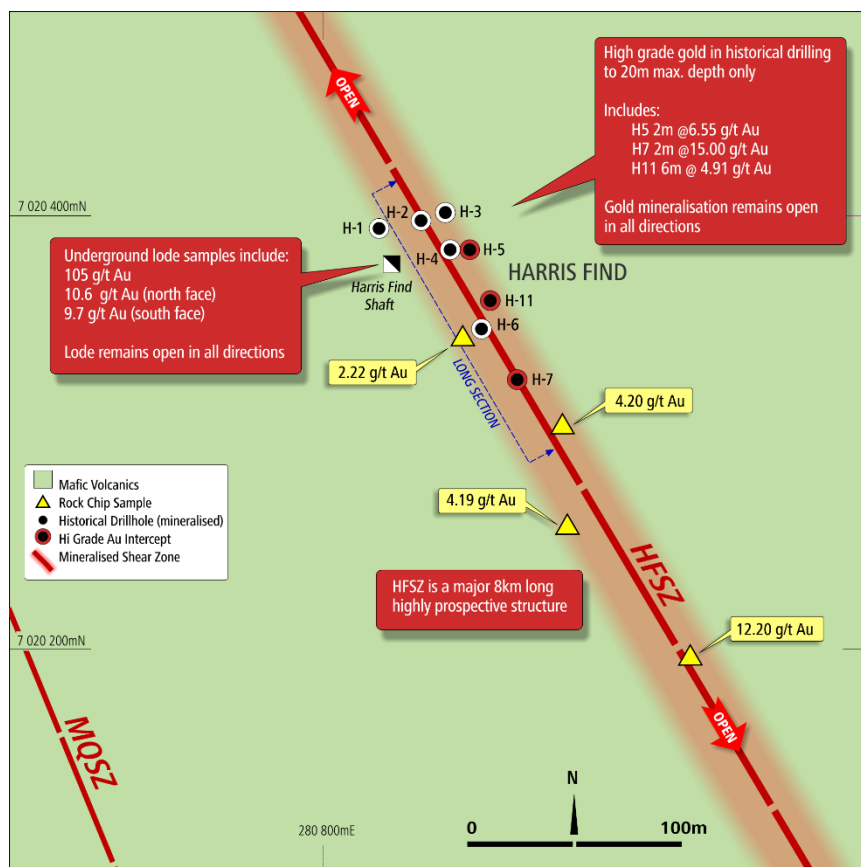 OPEN
High grade gold in historical drilling
to 20m max. depth only
Includes:
H5 2m @6.55 g/t Au
H7 2m @15.00 g/t Au
H11 6m @ 4.91 g/t Au
Gold mineralisation remains open
in all directions
7 020 400mN
H-1
H-2
H-3
H-4
H-5
HARRIS FIND
Underground lode samples include:
105 g/t Au
10.6 g/t Au (north face)
9.7 g/t Au (south face)
Lode remains open in all directions
Harris Find
Shaft
H-11
H-6
2.22 g/t Au
LONG SECTION
H-7
4.20 g/t Au
4.19 g/t Au
Mafic Volcanics
Rock Chip Sample
Historical Drillhole (mineralised)
Hi Grade Au Intercept
Mineralised Shear Zone
HFSZ
HFSZ is a major 8km long
highly prospective structure
7 020 200mN
12.20 g/t Au
MQSZ
OPEN
280 800mE
N
0 100m